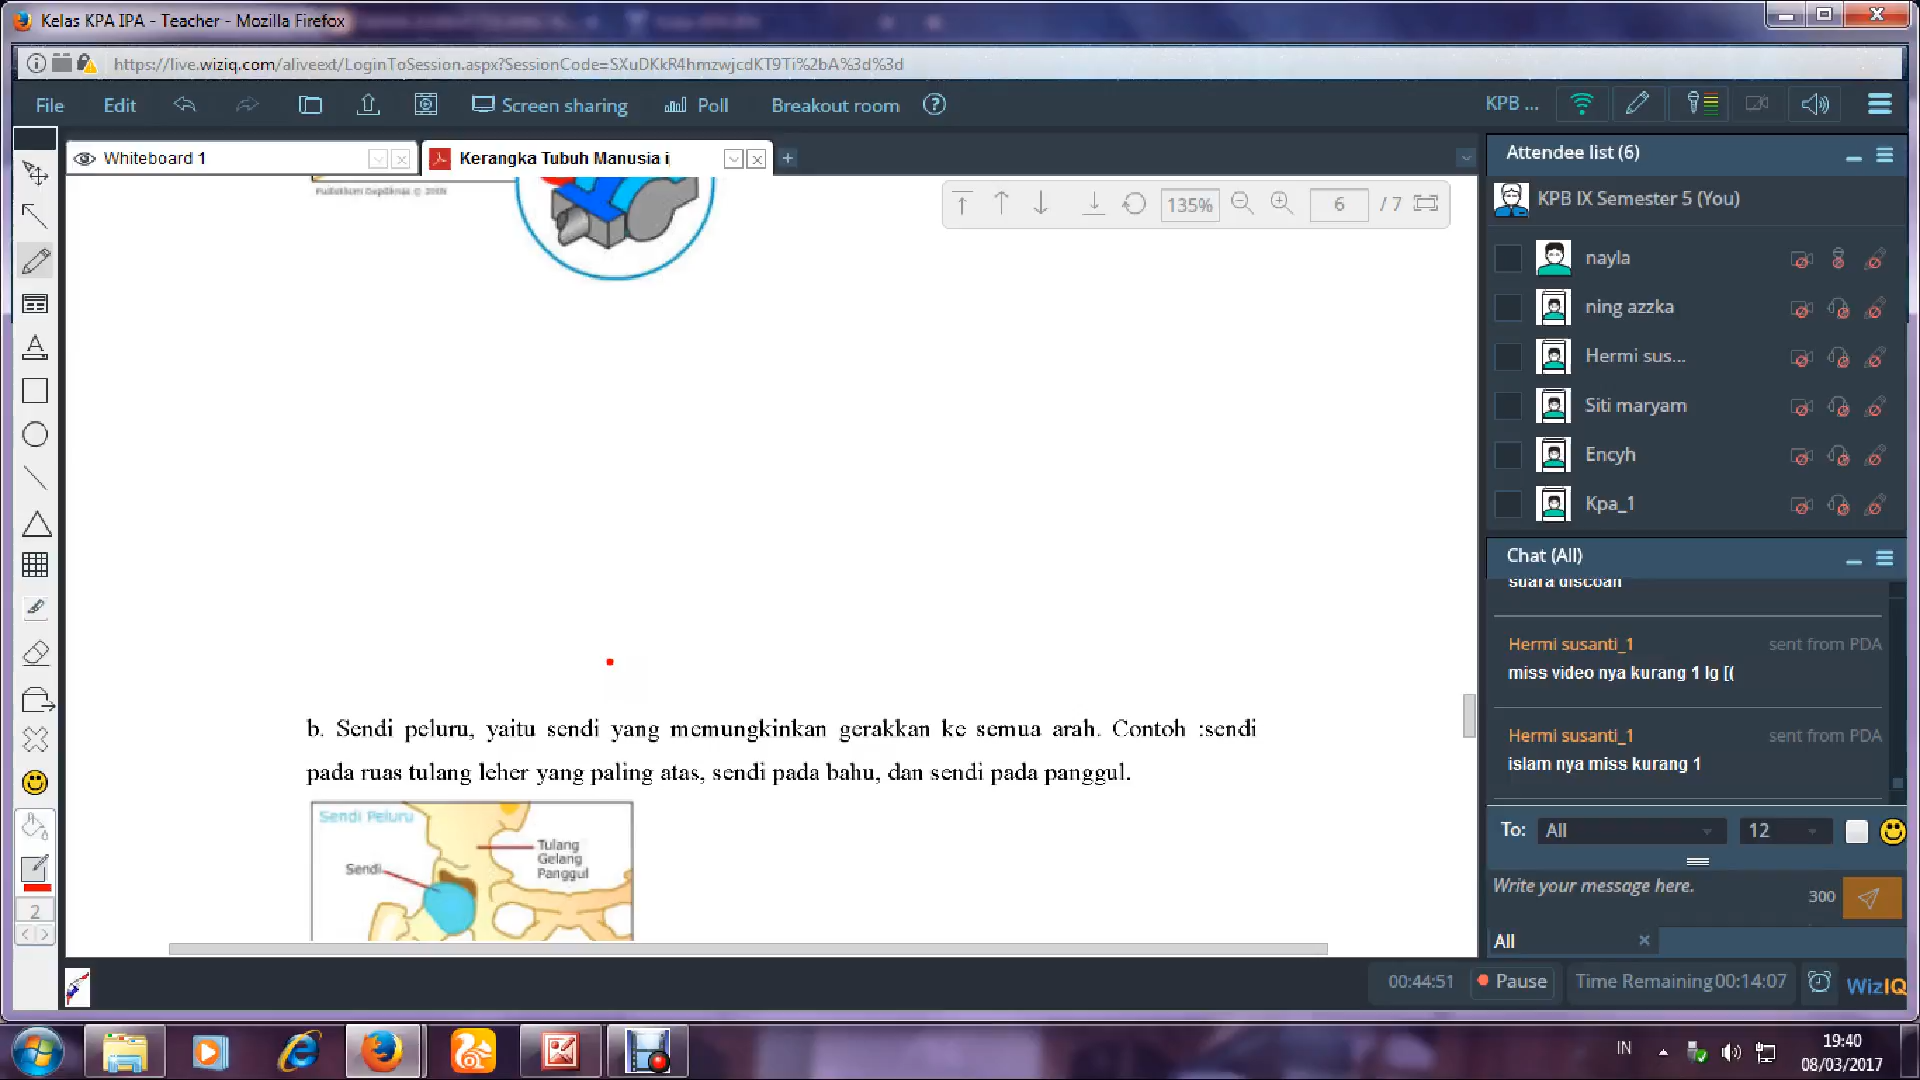 Kelas KPA IPA - Teacher - Mozilla Firefox
https://live.wiziq.com/aliveext/LoginToSession.aspx?SessionCode=SXuDKkR4hmzwjcdKT9Ti%2bA%3d%3d
File Edit Screen sharing Poll Breakout room ? KPB ...
Whiteboard 1
Kerangka Tubuh Manusia i
135% 6 / 7
b. Sendi peluru, yaitu sendi yang memungkinkan gerakkan ke semua arah. Contoh :sendi
pada ruas tulang leher yang paling atas, sendi pada bahu, dan sendi pada panggul.
Sendi Peluru
Sendi
Tulang
Gelang
Panggul
2
Attendee list (6)
KPB IX Semester 5 (You)
nayla
ning azzka
Hermi sus...
Siti maryam
Encyh
Kpa_1
Chat (All)
Hermi susanti_1 sent from PDA
miss video nya kurang 1 lg [(
Hermi susanti_1 sent from PDA
islam nya miss kurang 1
To: All 12
Write your message here.
300
All
00:44:51 Pause Time Remaining 00:14:07 WizIQ
IN
19:40
08/03/2017